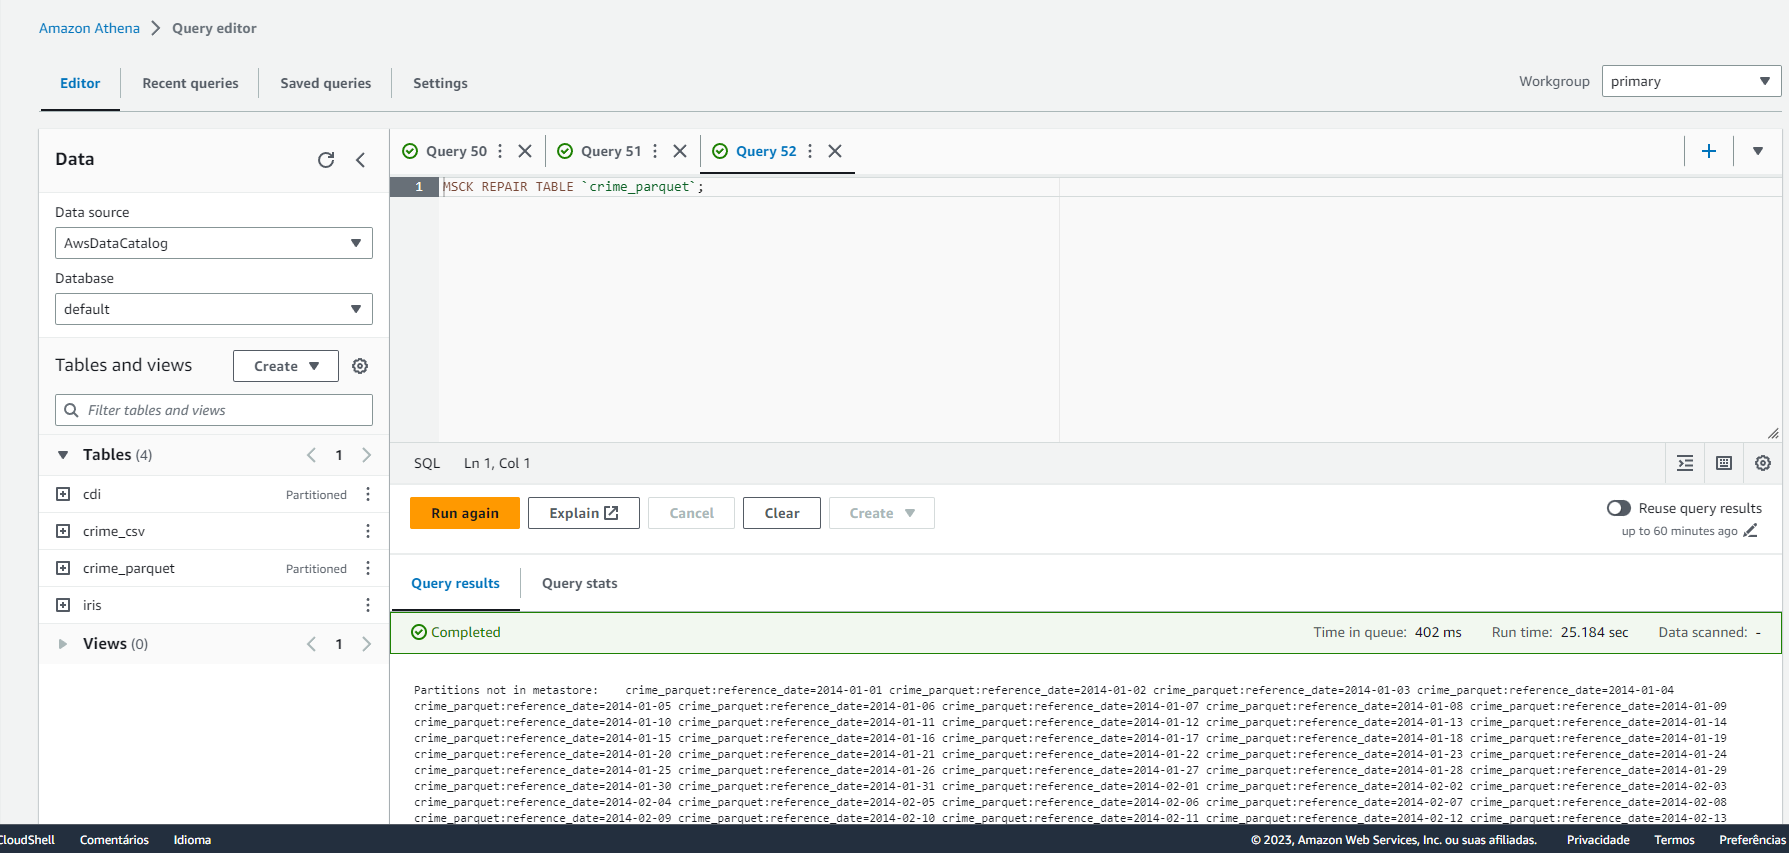 Amazon Athena > Query editor
Editor Recent queries Saved queries Settings
Workgroup primary
Data
Data source
AwsDataCatalog
Database
default
Tables and views Create
Filter tables and views
Tables (4) 1
cdi Partitioned
crime_csv
crime_parquet Partitioned
iris
Views (0) 1
Query 50 Query 51 Query 52
1 MSCK REPAIR TABLE `crime_parquet`;
SQL Ln 1, Col 1
Run again Explain Cancel Clear Create
Reuse query results
up to 60 minutes ago
Query results Query stats
Completed Time in queue: 402 ms Run time: 25.184 sec Data scanned: -
Partitions not in metastore: crime_parquet:reference_date=2014-01-01 crime_parquet:reference_date=2014-01-02 crime_parquet:reference_date=2014-01-03 crime_parquet:reference_date=2014-01-04
crime_parquet:reference_date=2014-01-05 crime_parquet:reference_date=2014-01-06 crime_parquet:reference_date=2014-01-07 crime_parquet:reference_date=2014-01-08 crime_parquet:reference_date=2014-01-09
crime_parquet:reference_date=2014-01-10 crime_parquet:reference_date=2014-01-11 crime_parquet:reference_date=2014-01-12 crime_parquet:reference_date=2014-01-13 crime_parquet:reference_date=2014-01-14
crime_parquet:reference_date=2014-01-15 crime_parquet:reference_date=2014-01-16 crime_parquet:reference_date=2014-01-17 crime_parquet:reference_date=2014-01-18 crime_parquet:reference_date=2014-01-19
crime_parquet:reference_date=2014-01-20 crime_parquet:reference_date=2014-01-21 crime_parquet:reference_date=2014-01-22 crime_parquet:reference_date=2014-01-23 crime_parquet:reference_date=2014-01-24
crime_parquet:reference_date=2014-01-25 crime_parquet:reference_date=2014-01-26 crime_parquet:reference_date=2014-01-27 crime_parquet:reference_date=2014-01-28 crime_parquet:reference_date=2014-01-29
crime_parquet:reference_date=2014-01-30 crime_parquet:reference_date=2014-01-31 crime_parquet:reference_date=2014-02-01 crime_parquet:reference_date=2014-02-02 crime_parquet:reference_date=2014-02-03
crime_parquet:reference_date=2014-02-04 crime_parquet:reference_date=2014-02-05 crime_parquet:reference_date=2014-02-06 crime_parquet:reference_date=2014-02-07 crime_parquet:reference_date=2014-02-08
crime_parquet:reference_date=2014-02-09 crime_parquet:reference_date=2014-02-10 crime_parquet:reference_date=2014-02-11 crime_parquet:reference_date=2014-02-12 crime_parquet:reference_date=2014-02-13
CloudShell Comentários Idioma © 2023, Amazon Web Services, Inc. ou suas afiliadas. Privacidade Termos Preferências